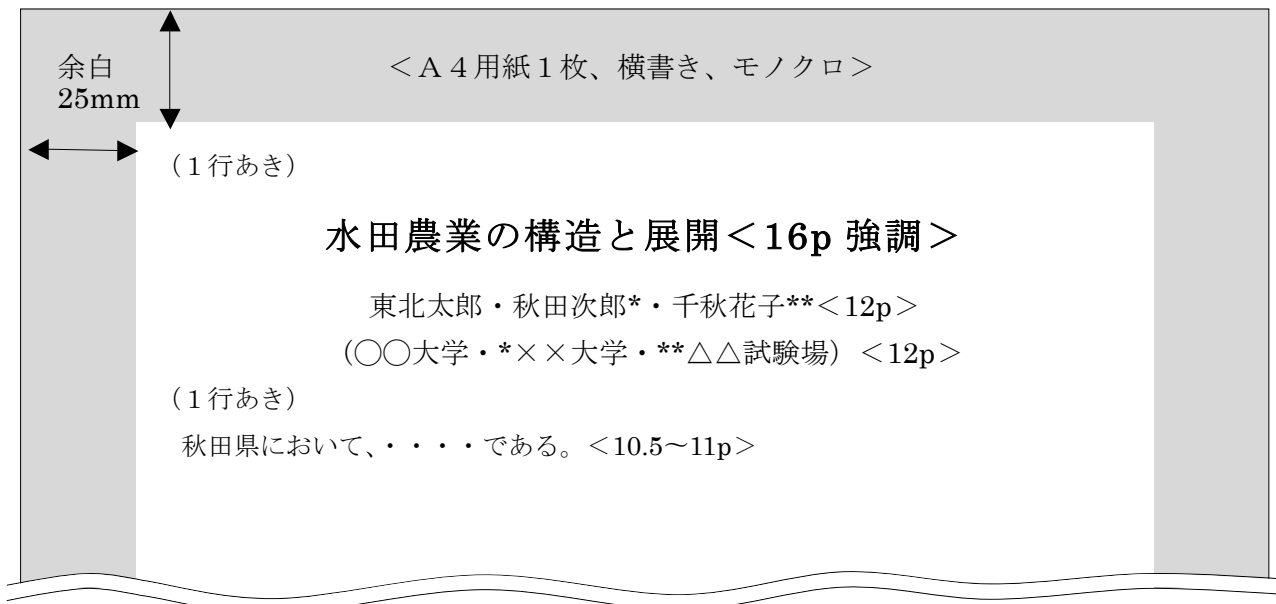 余白
25mm
＜A４用紙１枚、横書き、モノクロ＞
（１行あき）
水田農業の構造と展開＜16p 強調＞
東北太郎・秋田次郎*・千秋花子**＜12p＞
（○○大学・*××大学・**△△試験場）＜12p＞
（１行あき）
秋田県において、・・・・である。＜10.5～11p＞